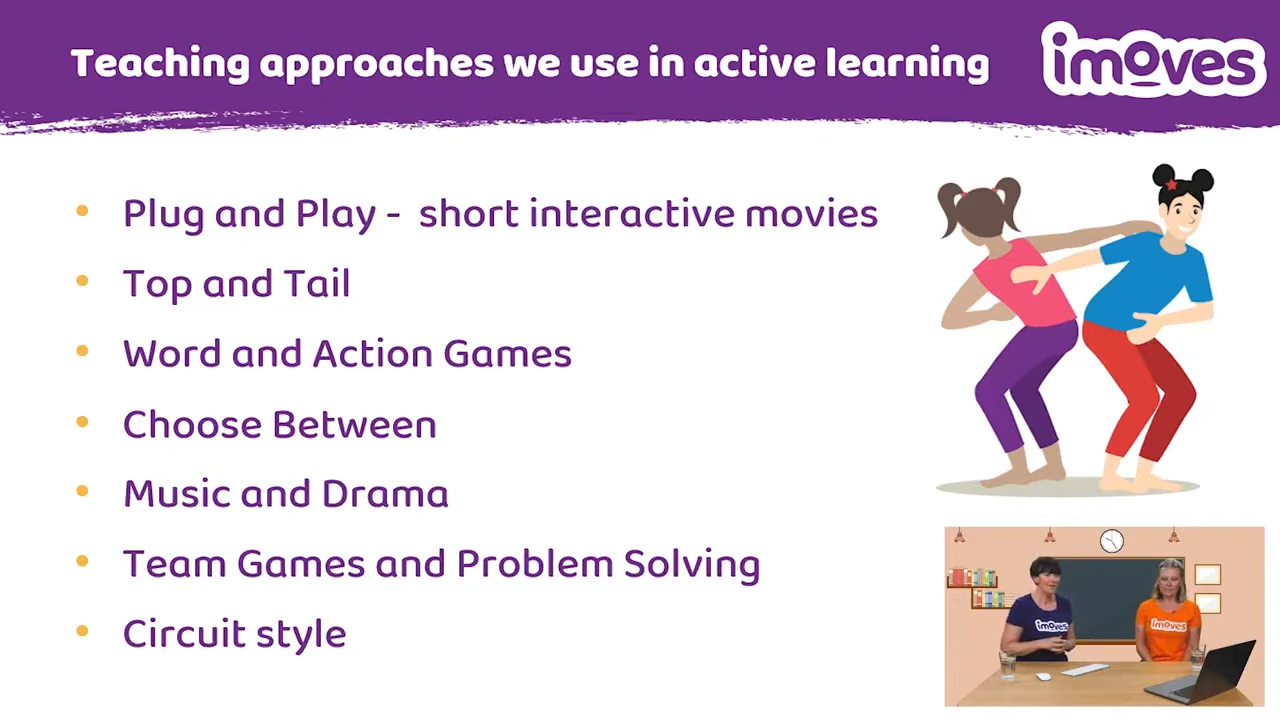 Teaching approaches we use in active learning
imoves
• Plug and Play - short interactive movies
• Top and Tail
• Word and Action Games
• Choose Between
• Music and Drama
• Team Games and Problem Solving
• Circuit style
imoves
imoves